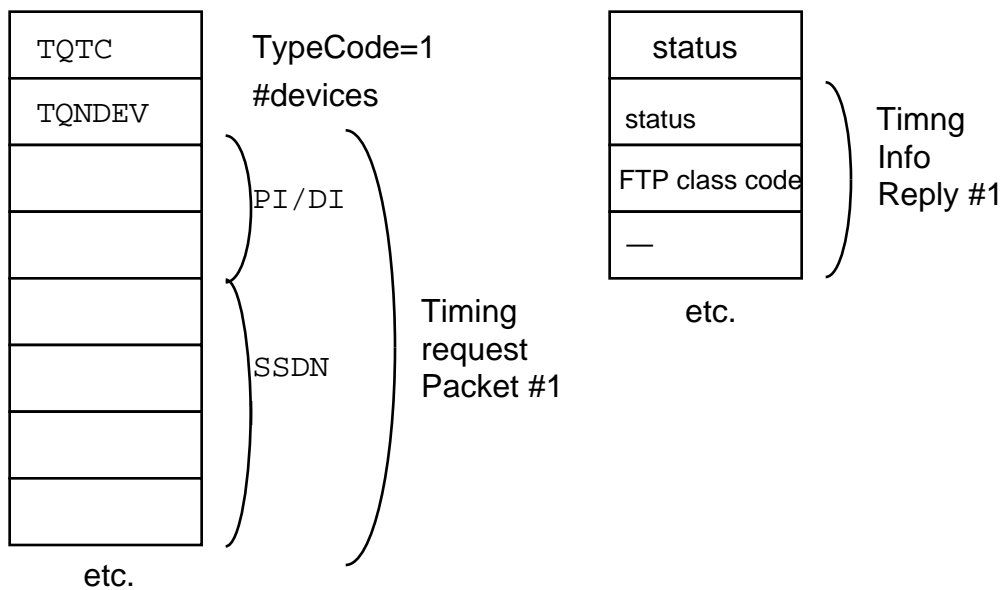 TQTC
TypeCode=1
TQNDEV
#devices
PI/DI
SSDN
Timing
request
Packet #1
etc.
status
status
FTP class code
—
Timng
Info
Reply #1
etc.